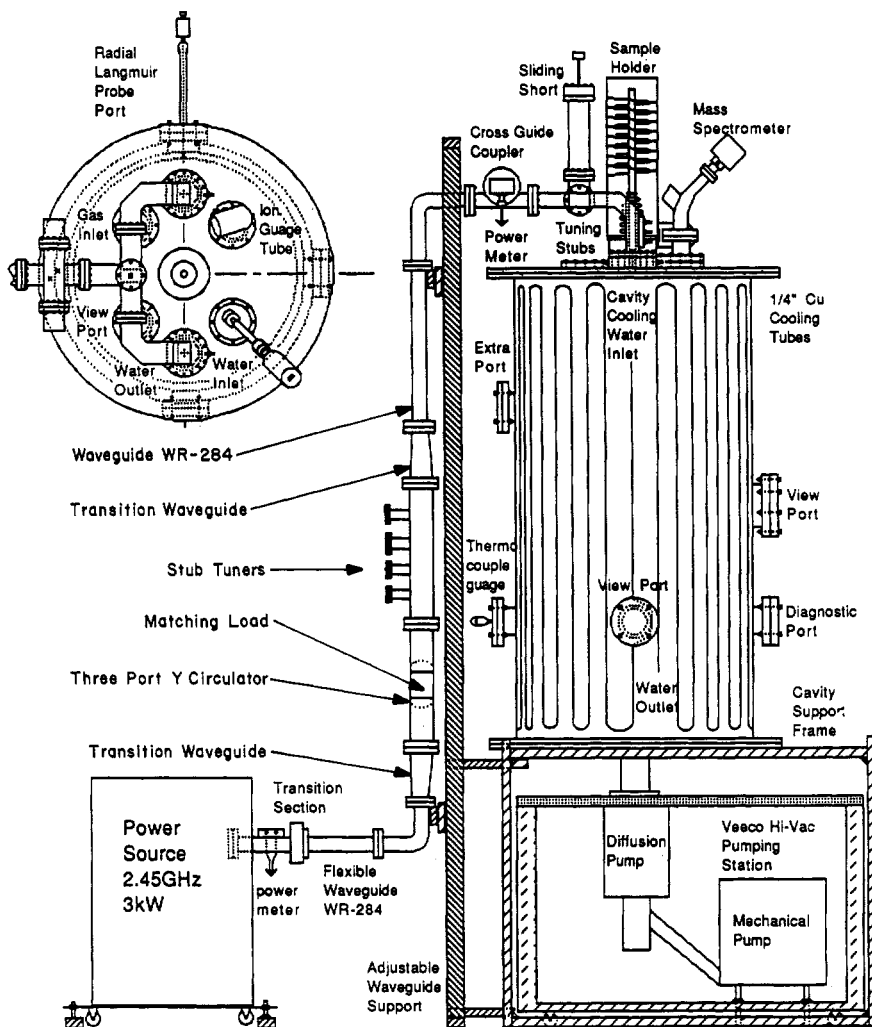 Radial
Langmuir
Probe
Port
Gas
Inlet
Ion.
Guage
Tube
View
Port
Water
Outlet
Water
Inlet
Sliding
Short
Sample
Holder
Mass
Spectrometer
Cross Guide
Coupler
Power
Meter
Tuning
Stubs
Cavity
Cooling
Water
Inlet
1/4" Cu
Cooling
Tubes
Extra
Port
Waveguide WR-284
Transition Waveguide
Stub Tuners
Matching Load
Three Port Y Circulator
Transition Waveguide
Thermo
couple
guage
View Port
View
Port
Diagnostic
Port
Water
Outlet
Cavity
Support
Frame
Power
Source
2.45GHz
3kW
Transition
Section
power
meter
Flexible
Waveguide
WR-284
Adjustable
Waveguide
Support
Diffusion
Pump
Veeco Hi-Vac
Pumping
Station
Mechanical
Pump